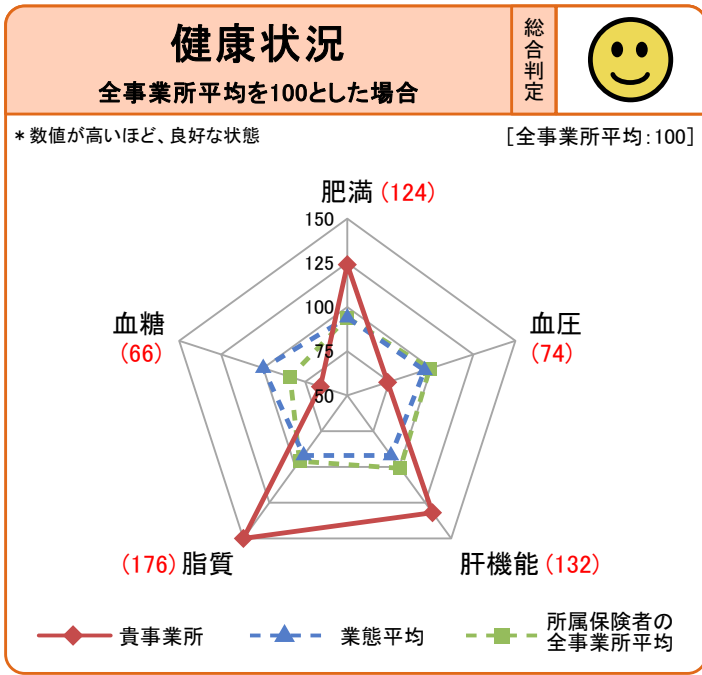 健康状況
全事業所平均を100とした場合
総合判定
*数値が高いほど、良好な状態
[全事業所平均:100]
肥満(124)
150
125
100
75
50
血糖
(66)
血圧
(74)
(176)脂質
肝機能(132)
貴事業所
業態平均
所属保険者の
全事業所平均